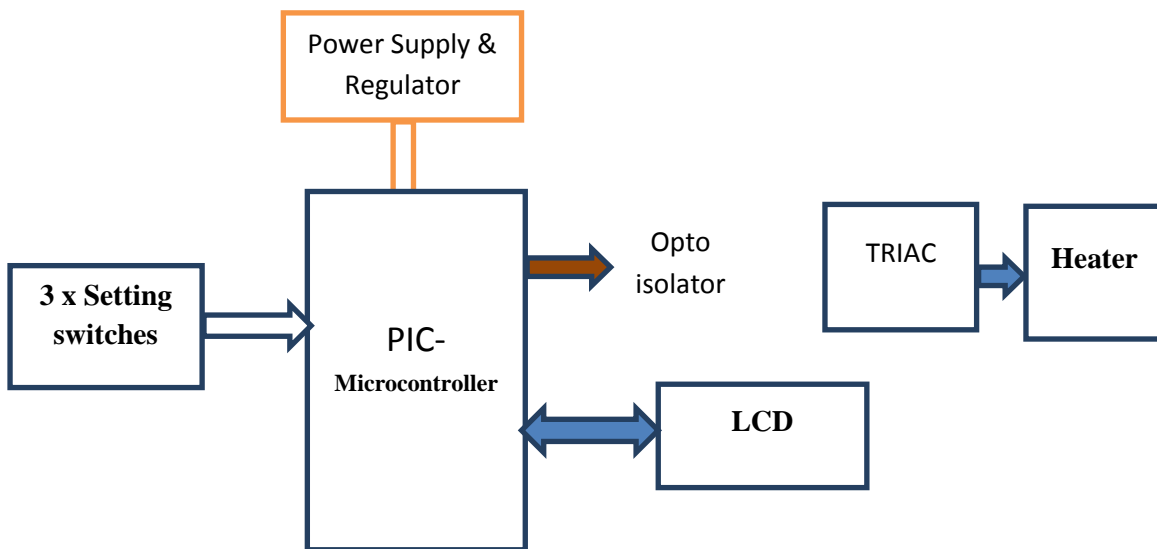 Power Supply &
Regulator
3 x Setting
switches
PIC-
Microcontroller
Opto
isolator
TRIAC
Heater
LCD